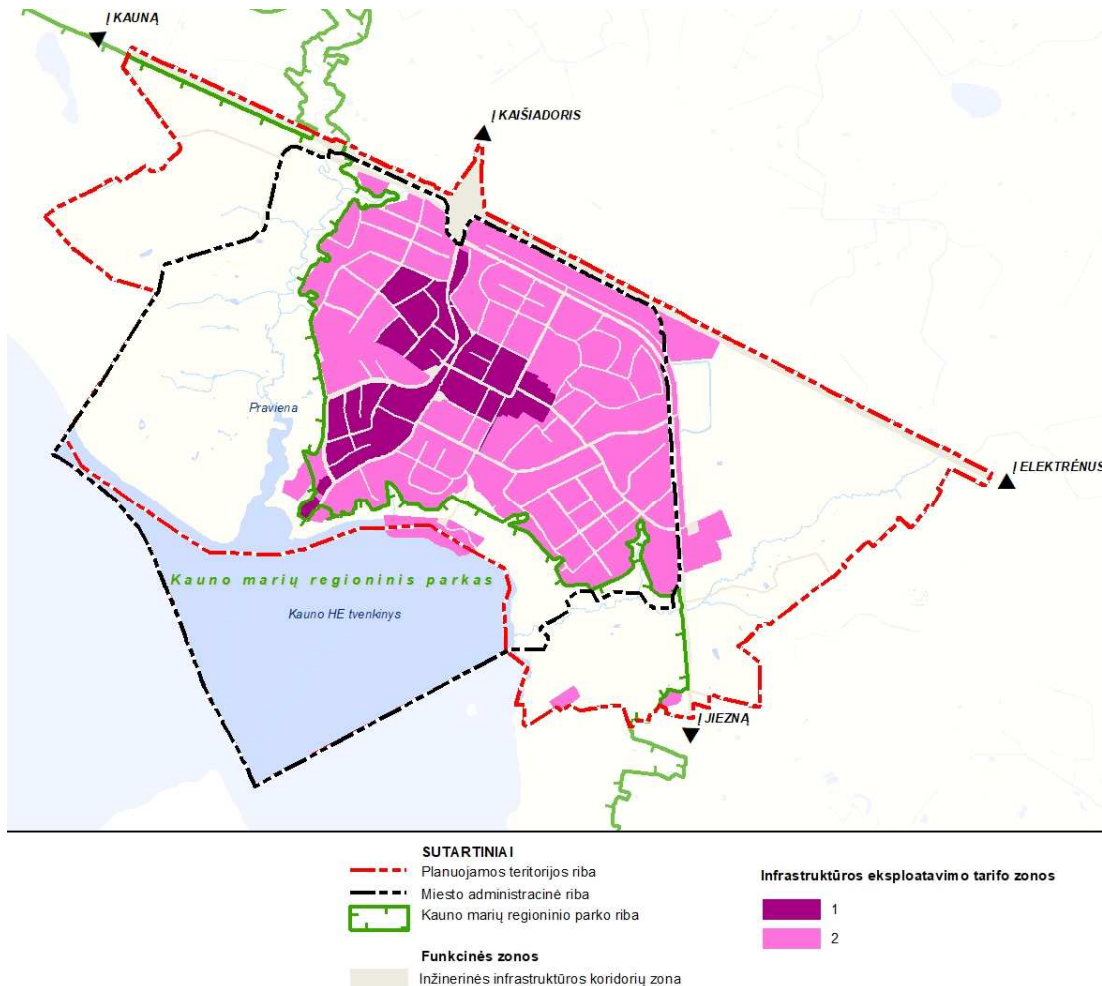 Į KAUNĄ
Į KAIŠIADORIS
Praviena
Į ELEKTRĖNUS
Kauno marių regioninis parkas
Kauno HE tvenkinys
Į JIEZNĄ
SUTARTINIAI
Planuojamos teritorijos riba
Miesto administracinė riba
Kauno marių regioninio parko riba
Funkcinės zonos
Inžinerinės infrastruktūros koridorių zona
Infrastruktūros eksploatavimo tarifo zonos
1
2